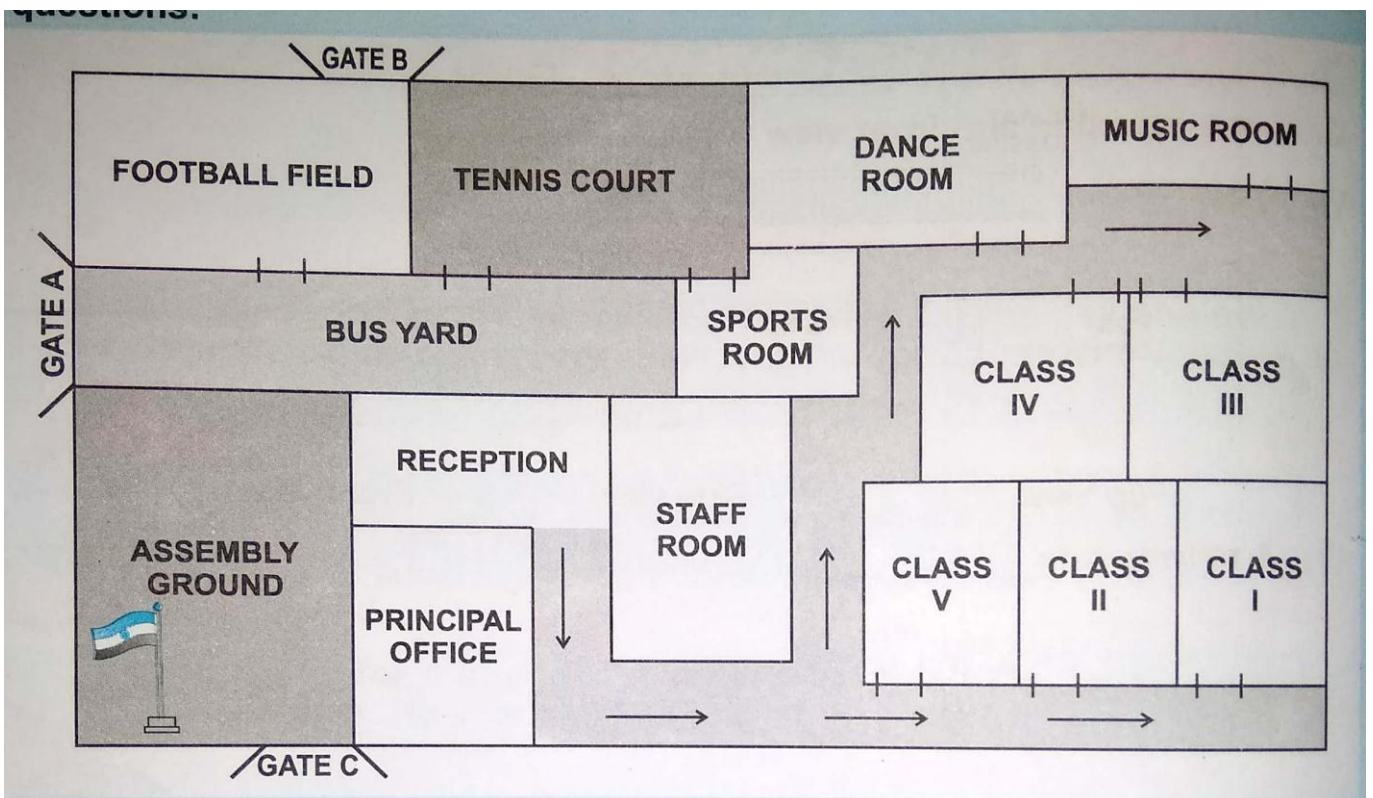 questions:
GATE B
FOOTBALL FIELD
TENNIS COURT
DANCE
ROOM
MUSIC ROOM
GATE A
BUS YARD
SPORTS
ROOM
CLASS
IV
CLASS
III
RECEPTION
STAFF
ROOM
ASSEMBLY
GROUND
PRINCIPAL
OFFICE
CLASS
V
CLASS
II
CLASS
I
GATE C